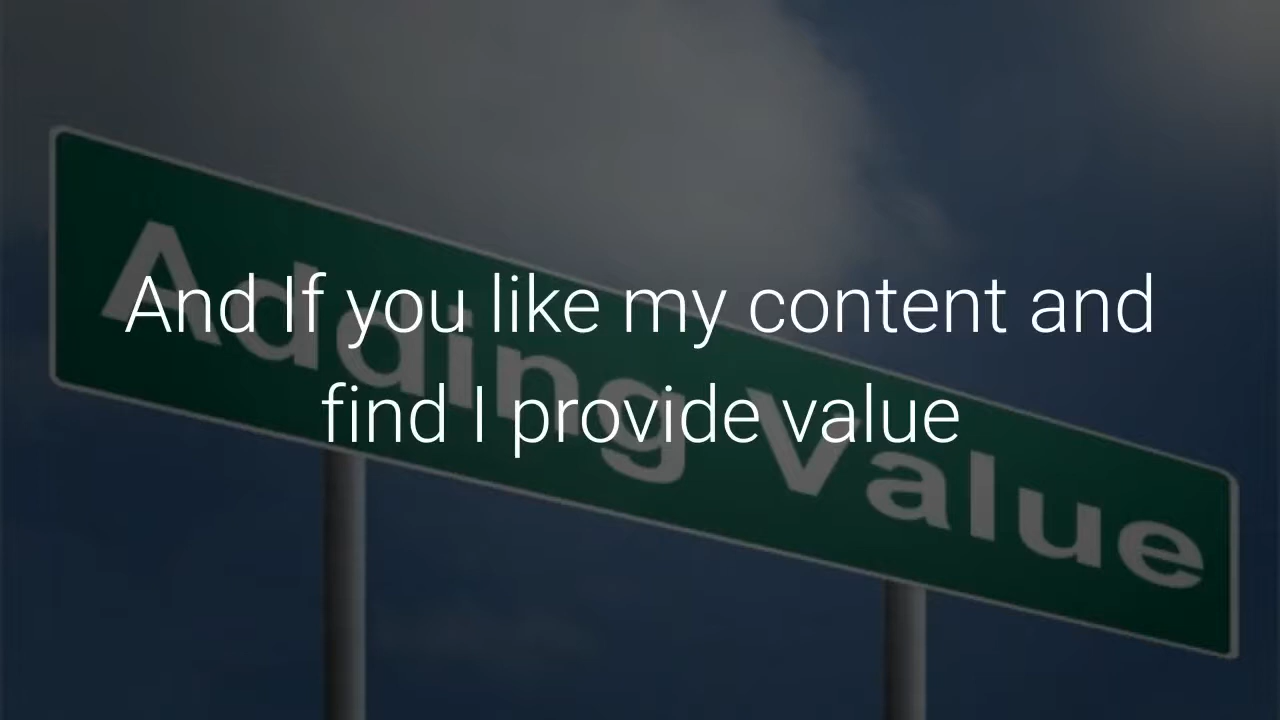 And If you like my content and
find I provide value
Adding Value